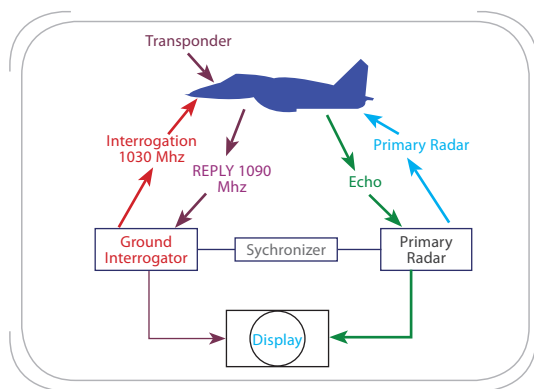 Transponder
Interrogation
1030 Mhz
Primary Radar
REPLY 1090
Mhz
Echo
Ground
Interrogator
Sychronizer
Primary
Radar
Display